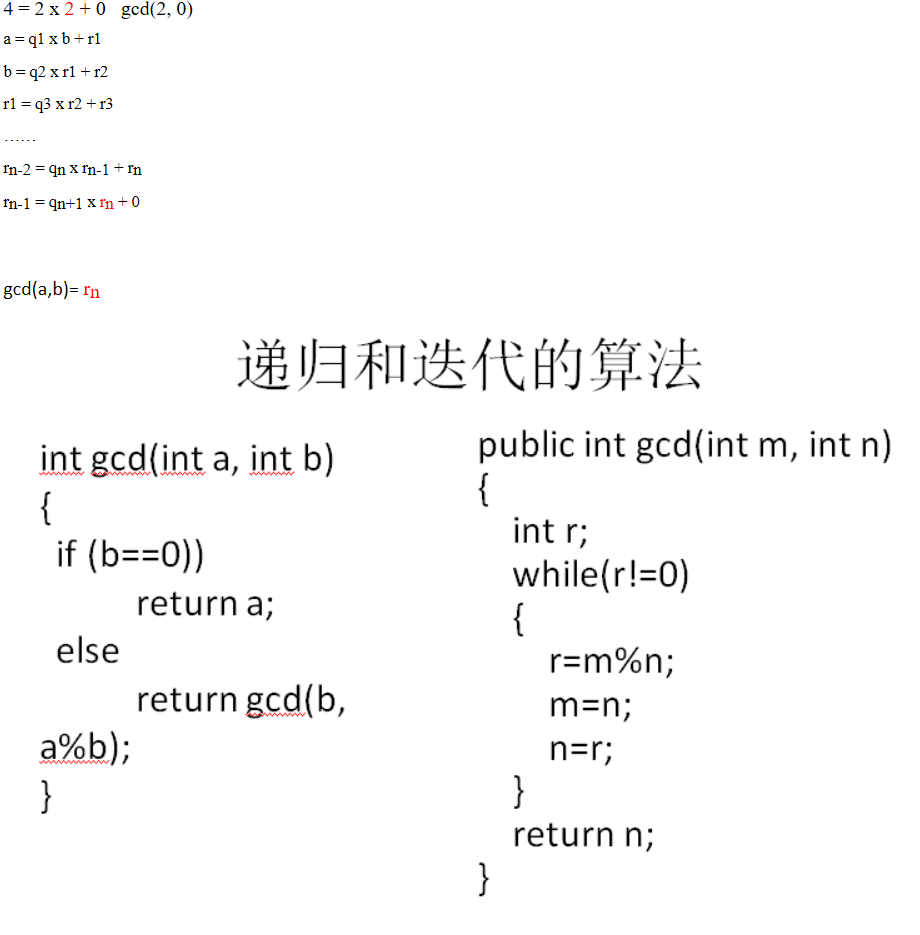 4 = 2 x 2 + 0 gcd(2, 0)
a = q1 x b + r1
b = q2 x r1 + r2
r1 = q3 x r2 + r3
……
rn-2 = qn x rn-1 + rn
rn-1 = qn+1 x rn + 0
gcd(a,b)= rn
递归和迭代的算法
int gcd(int a, int b)
{
if (b==0))
return a;
else
return gcd(b,
a%b);
}
public int gcd(int m, int n)
{
int r;
while(r!=0)
{
r=m%n;
m=n;
n=r;
}
return n;
}